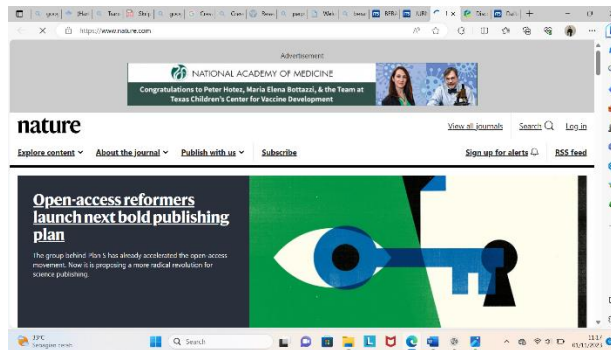 https://www.nature.com
Advertisement
NATIONAL ACADEMY OF MEDICINE
Congratulations to Peter Hotez, Maria Elena Bottazzi, & the Team at
Texas Children's Center for Vaccine Development
nature
View all journals Search Log in
Explore content About the journal Publish with us Subscribe
Sign up for alerts RSS feed
Open-access reformers
launch next bold publishing
plan
The group behind Plan S has already accelerated the open-access
movement. Now it is proposing a more radical revolution for
science publishing.
Search